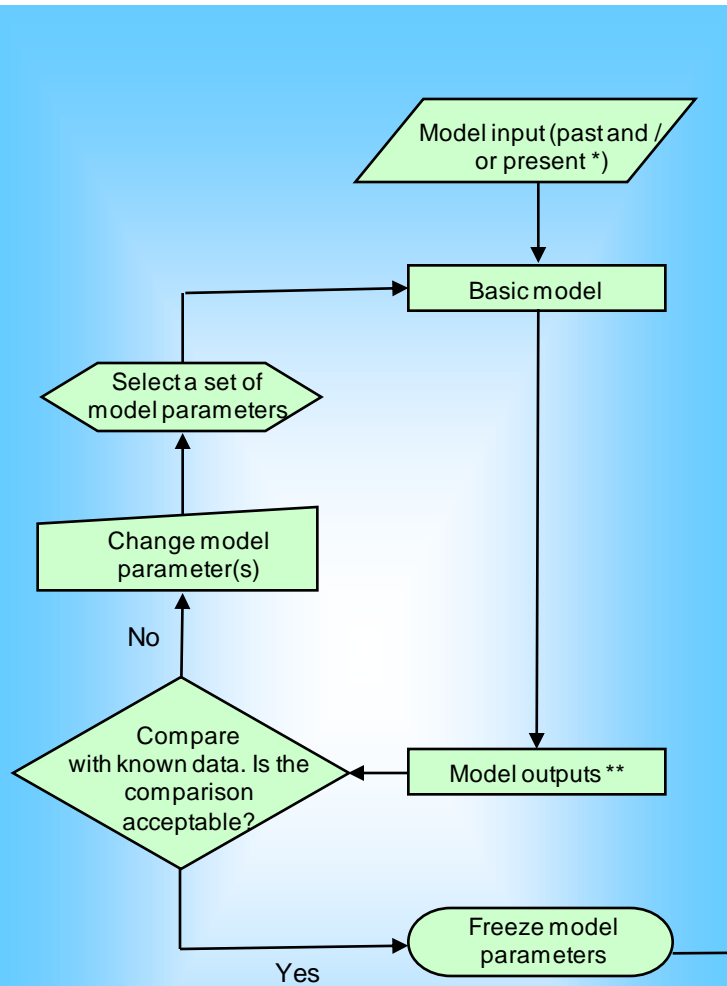 Model input (past and /
or present *)
Basic model
Select a set of
model parameters
Change model
parameter(s)
No
Compare
with known data. Is the
comparison
acceptable?
Model outputs **
Freeze model
parameters
Yes